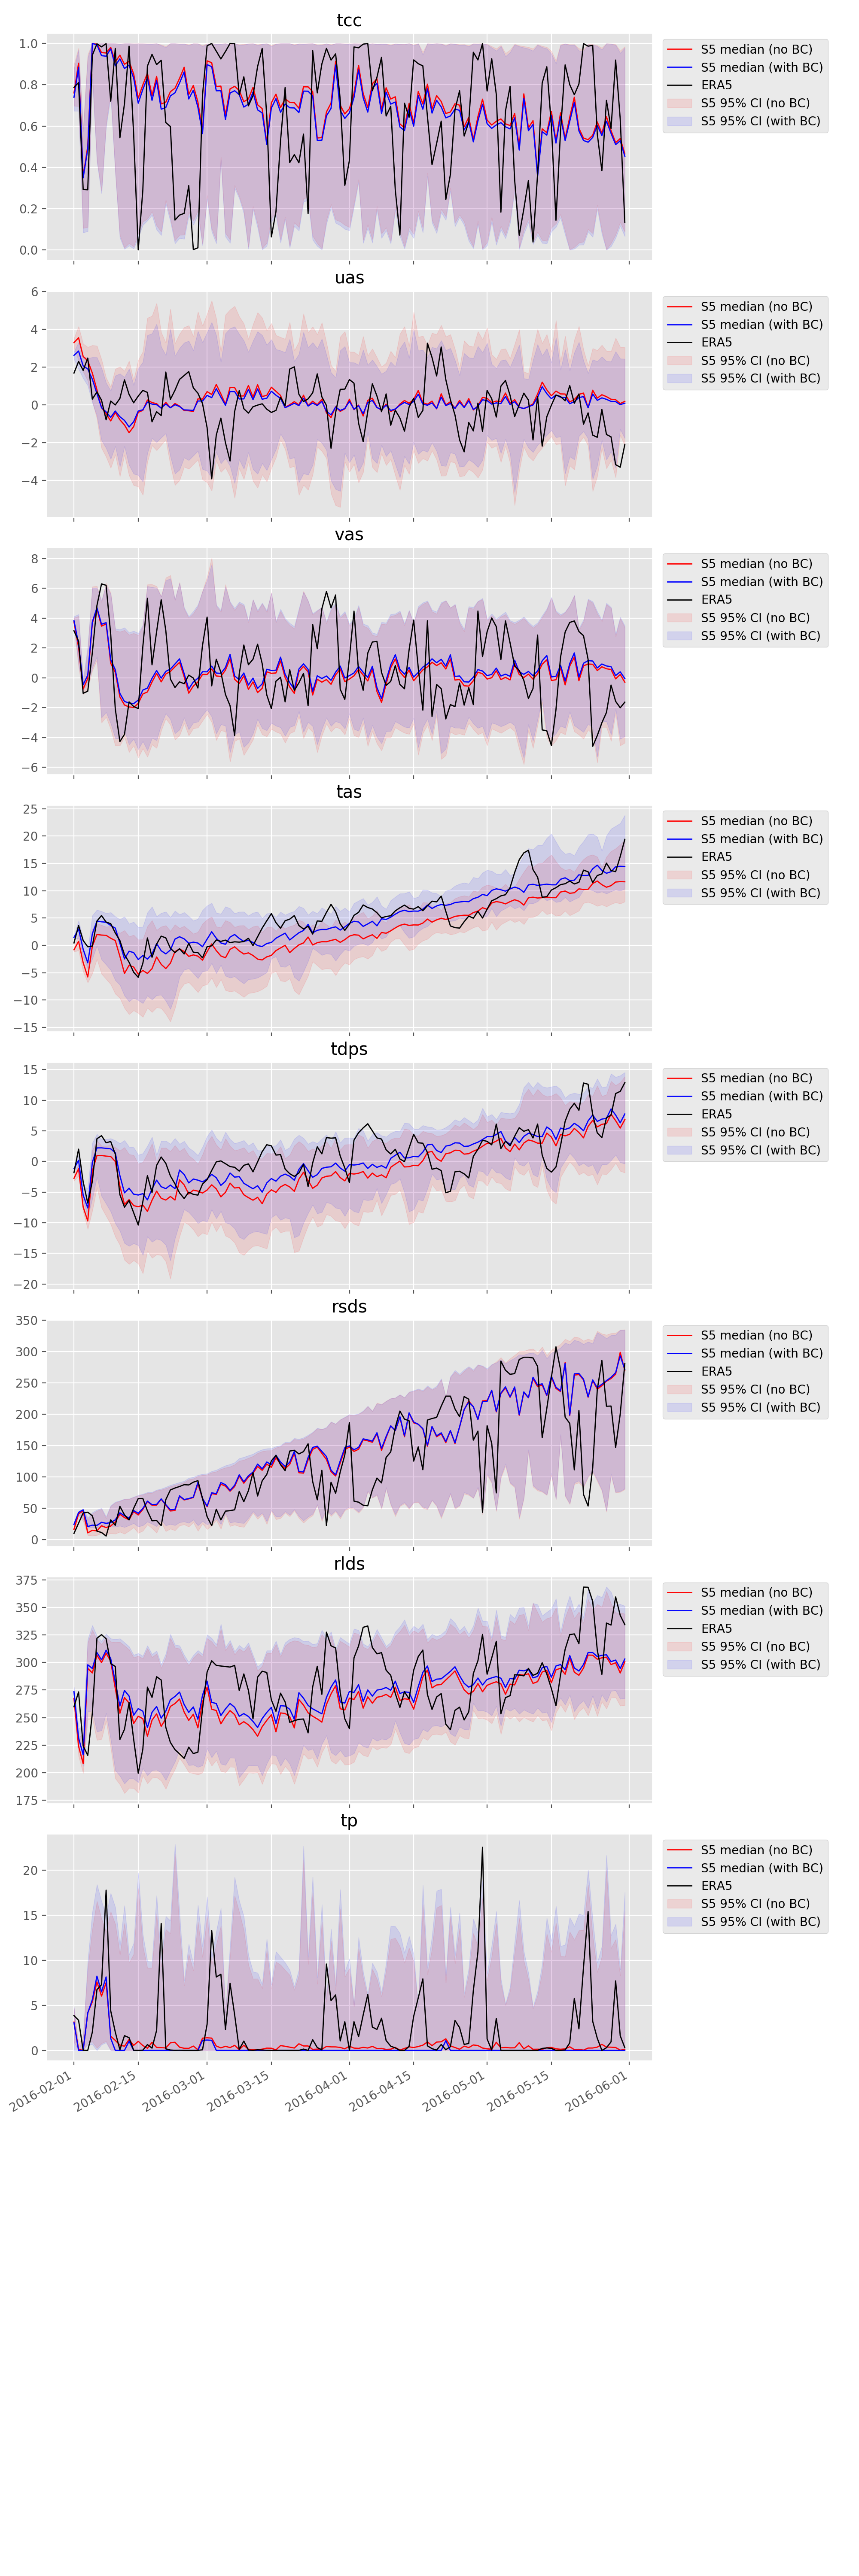 tcc
1.0
0.8
0.6
0.4
0.2
0.0
S5 median (no BC)
S5 median (with BC)
ERA5
S5 95% CI (no BC)
S5 95% CI (with BC)
uas
6
4
2
0
−2
−4
S5 median (no BC)
S5 median (with BC)
ERA5
S5 95% CI (no BC)
S5 95% CI (with BC)
vas
8
6
4
2
0
−2
−4
−6
S5 median (no BC)
S5 median (with BC)
ERA5
S5 95% CI (no BC)
S5 95% CI (with BC)
tas
25
20
15
10
5
0
−5
−10
−15
S5 median (no BC)
S5 median (with BC)
ERA5
S5 95% CI (no BC)
S5 95% CI (with BC)
tdps
15
10
5
0
−5
−10
−15
−20
S5 median (no BC)
S5 median (with BC)
ERA5
S5 95% CI (no BC)
S5 95% CI (with BC)
rsds
350
300
250
200
150
100
50
0
S5 median (no BC)
S5 median (with BC)
ERA5
S5 95% CI (no BC)
S5 95% CI (with BC)
rlds
375
350
325
300
275
250
225
200
175
S5 median (no BC)
S5 median (with BC)
ERA5
S5 95% CI (no BC)
S5 95% CI (with BC)
tp
20
15
10
5
0
S5 median (no BC)
S5 median (with BC)
ERA5
S5 95% CI (no BC)
S5 95% CI (with BC)
2016-02-01
2016-02-15
2016-03-01
2016-03-15
2016-04-01
2016-04-15
2016-05-01
2016-05-15
2016-06-01